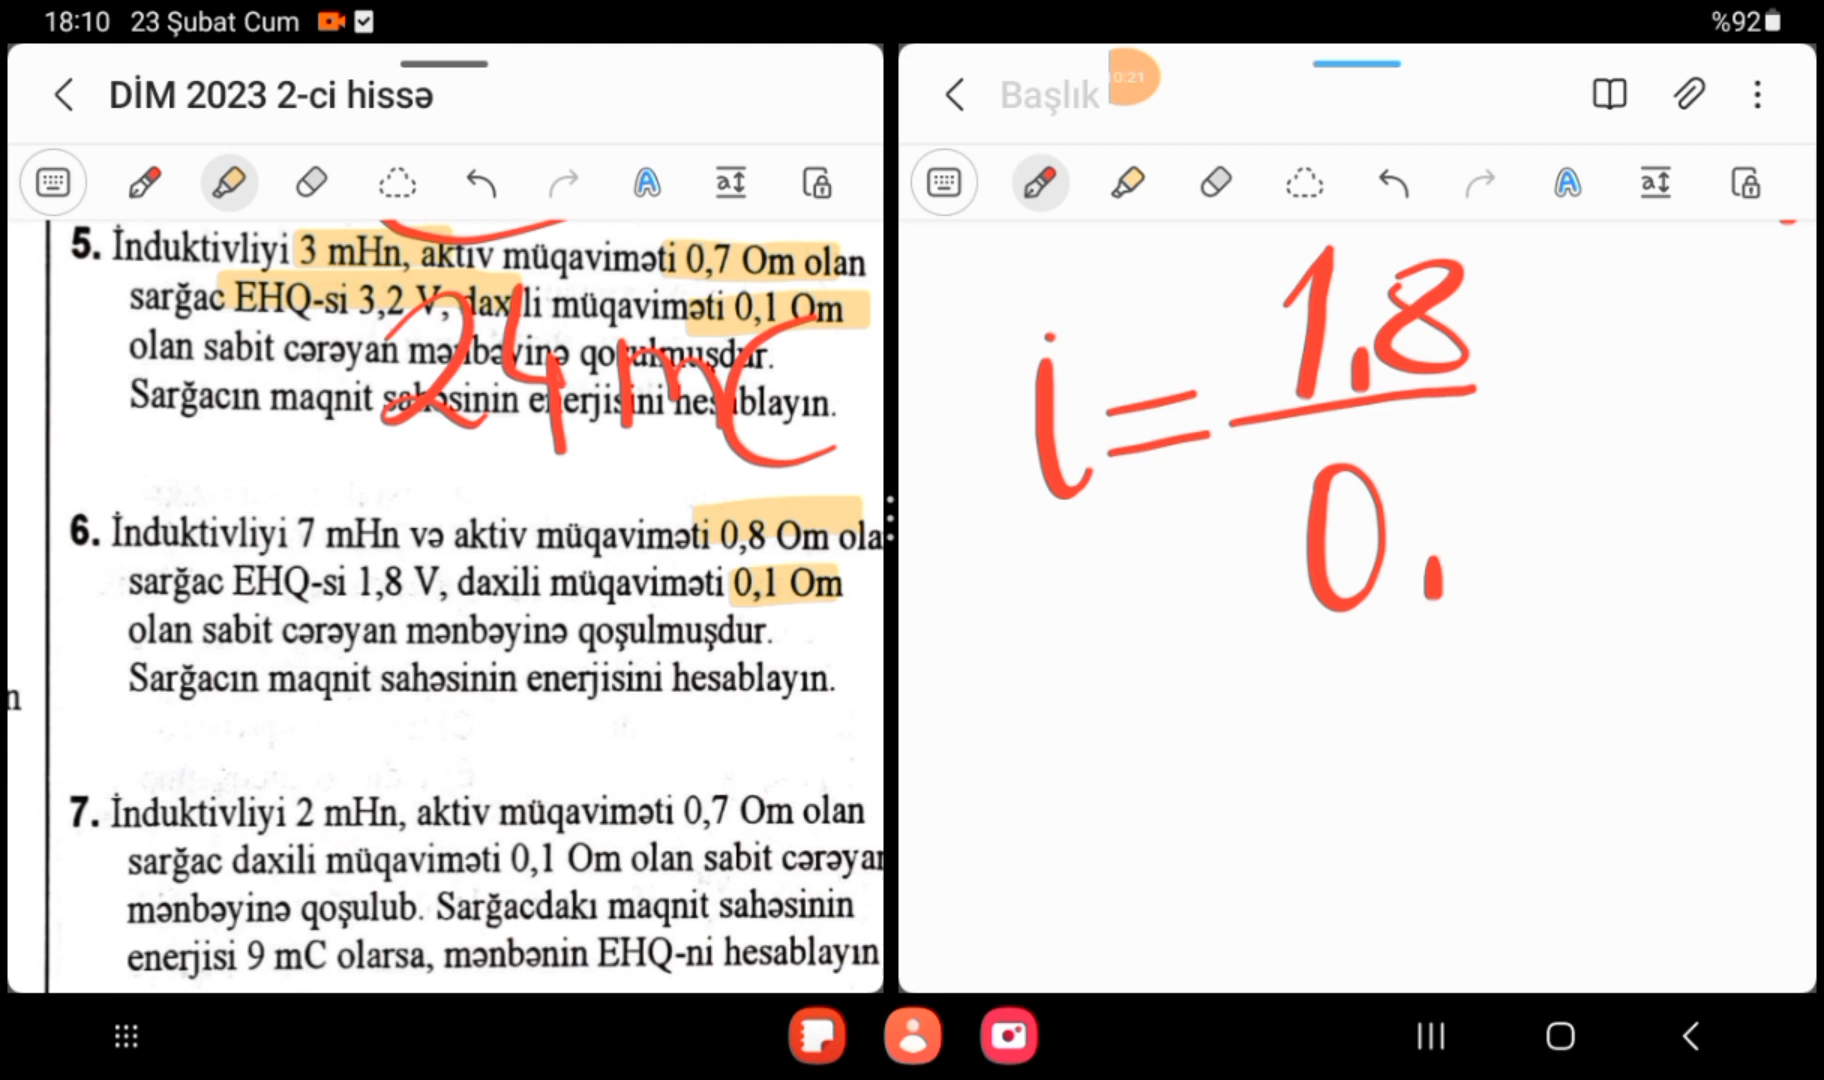 18:10 23 Şubat Cum
%92
DİM 2023 2-ci hissə
5. İnduktivliyi 3 mHn, aktiv müqaviməti 0,7 Om olan
sarğac EHQ-si 3,2 V, daxili müqaviməti 0,1 Om
olan sabit cərəyan mənbəyinə qoşulmuşdur.
Sarğacın maqnit sahəsinin enerjisini hesablayın.
24 mC
6. İnduktivliyi 7 mHn və aktiv müqaviməti 0,8 Om ola
sarğac EHQ-si 1,8 V, daxili müqaviməti 0,1 Om
olan sabit cərəyan mənbəyinə qoşulmuşdur.
Sarğacın maqnit sahəsinin enerjisini hesablayın.
n
7. İnduktivliyi 2 mHn, aktiv müqaviməti 0,7 Om olan
sarğac daxili müqaviməti 0,1 Om olan sabit cərəyan
mənbəyinə qoşulub. Sarğacdakı maqnit sahəsinin
enerjisi 9 mC olarsa, mənbənin EHQ-ni hesablayın
Başlık
10:21
1,8
i =
0.